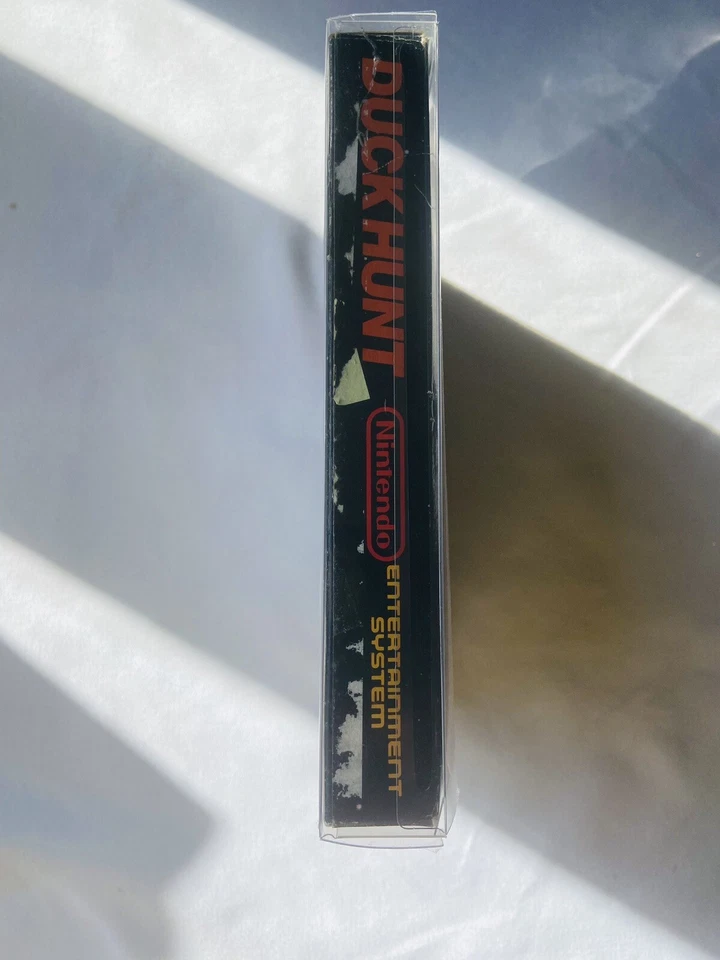 DUCK HUNT
Nintendo
ENTERTAINMENT
SYSTEM